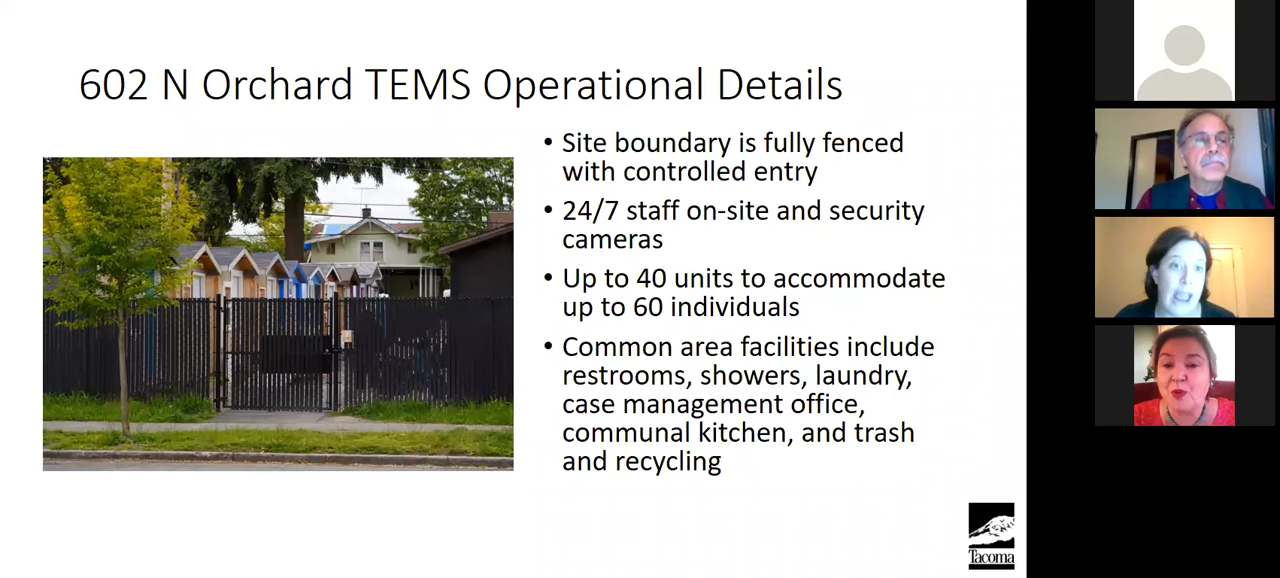 602 N Orchard TEMS Operational Details
• Site boundary is fully fenced
with controlled entry
• 24/7 staff on-site and security
cameras
• Up to 40 units to accommodate
up to 60 individuals
• Common area facilities include
restrooms, showers, laundry,
case management office,
communal kitchen, and trash
and recycling
Tacoma